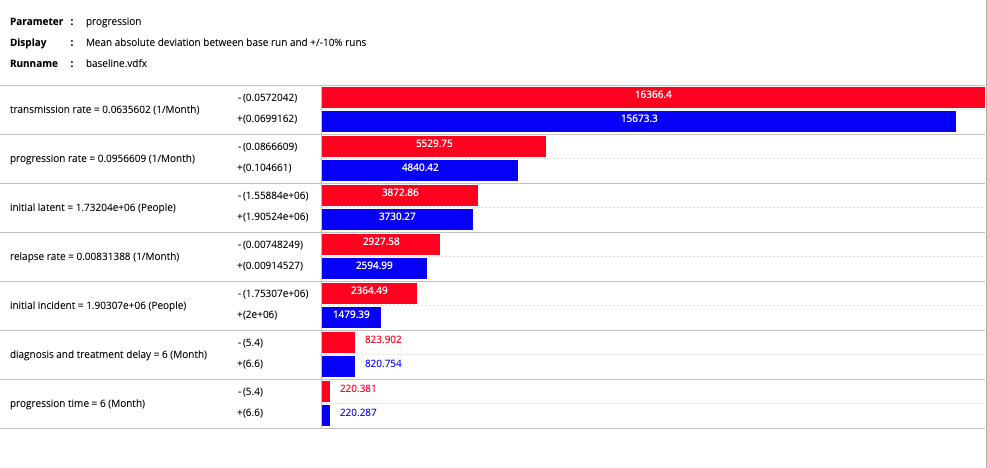 Parameter : progression
Display : Mean absolute deviation between base run and +/-10% runs
Runname : baseline.vdfx
transmission rate = 0.0635602 (1/Month)
- (0.0572042) 16366.4
+(0.0699162) 15673.3
progression rate = 0.0956609 (1/Month)
- (0.0866609) 5529.75
+(0.104661) 4840.42
initial latent = 1.73204e+06 (People)
- (1.55884e+06) 3872.86
+(1.90524e+06) 3730.27
relapse rate = 0.00831388 (1/Month)
- (0.00748249) 2927.58
+(0.00914527) 2594.99
initial incident = 1.90307e+06 (People)
- (1.75307e+06) 2364.49
+(2e+06) 1479.39
diagnosis and treatment delay = 6 (Month)
- (5.4) 823.902
+(6.6) 820.754
progression time = 6 (Month)
- (5.4) 220.381
+(6.6) 220.287